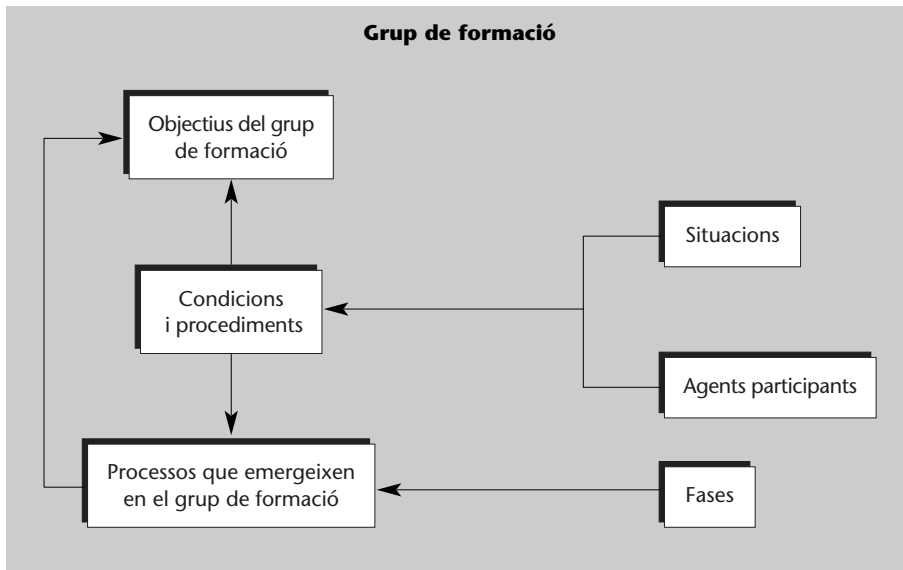 Grup de formació
Objectius del grup
de formació
Situacions
Condicions
i procediments
Agents participants
Processos que emergeixen
en el grup de formació
Fases